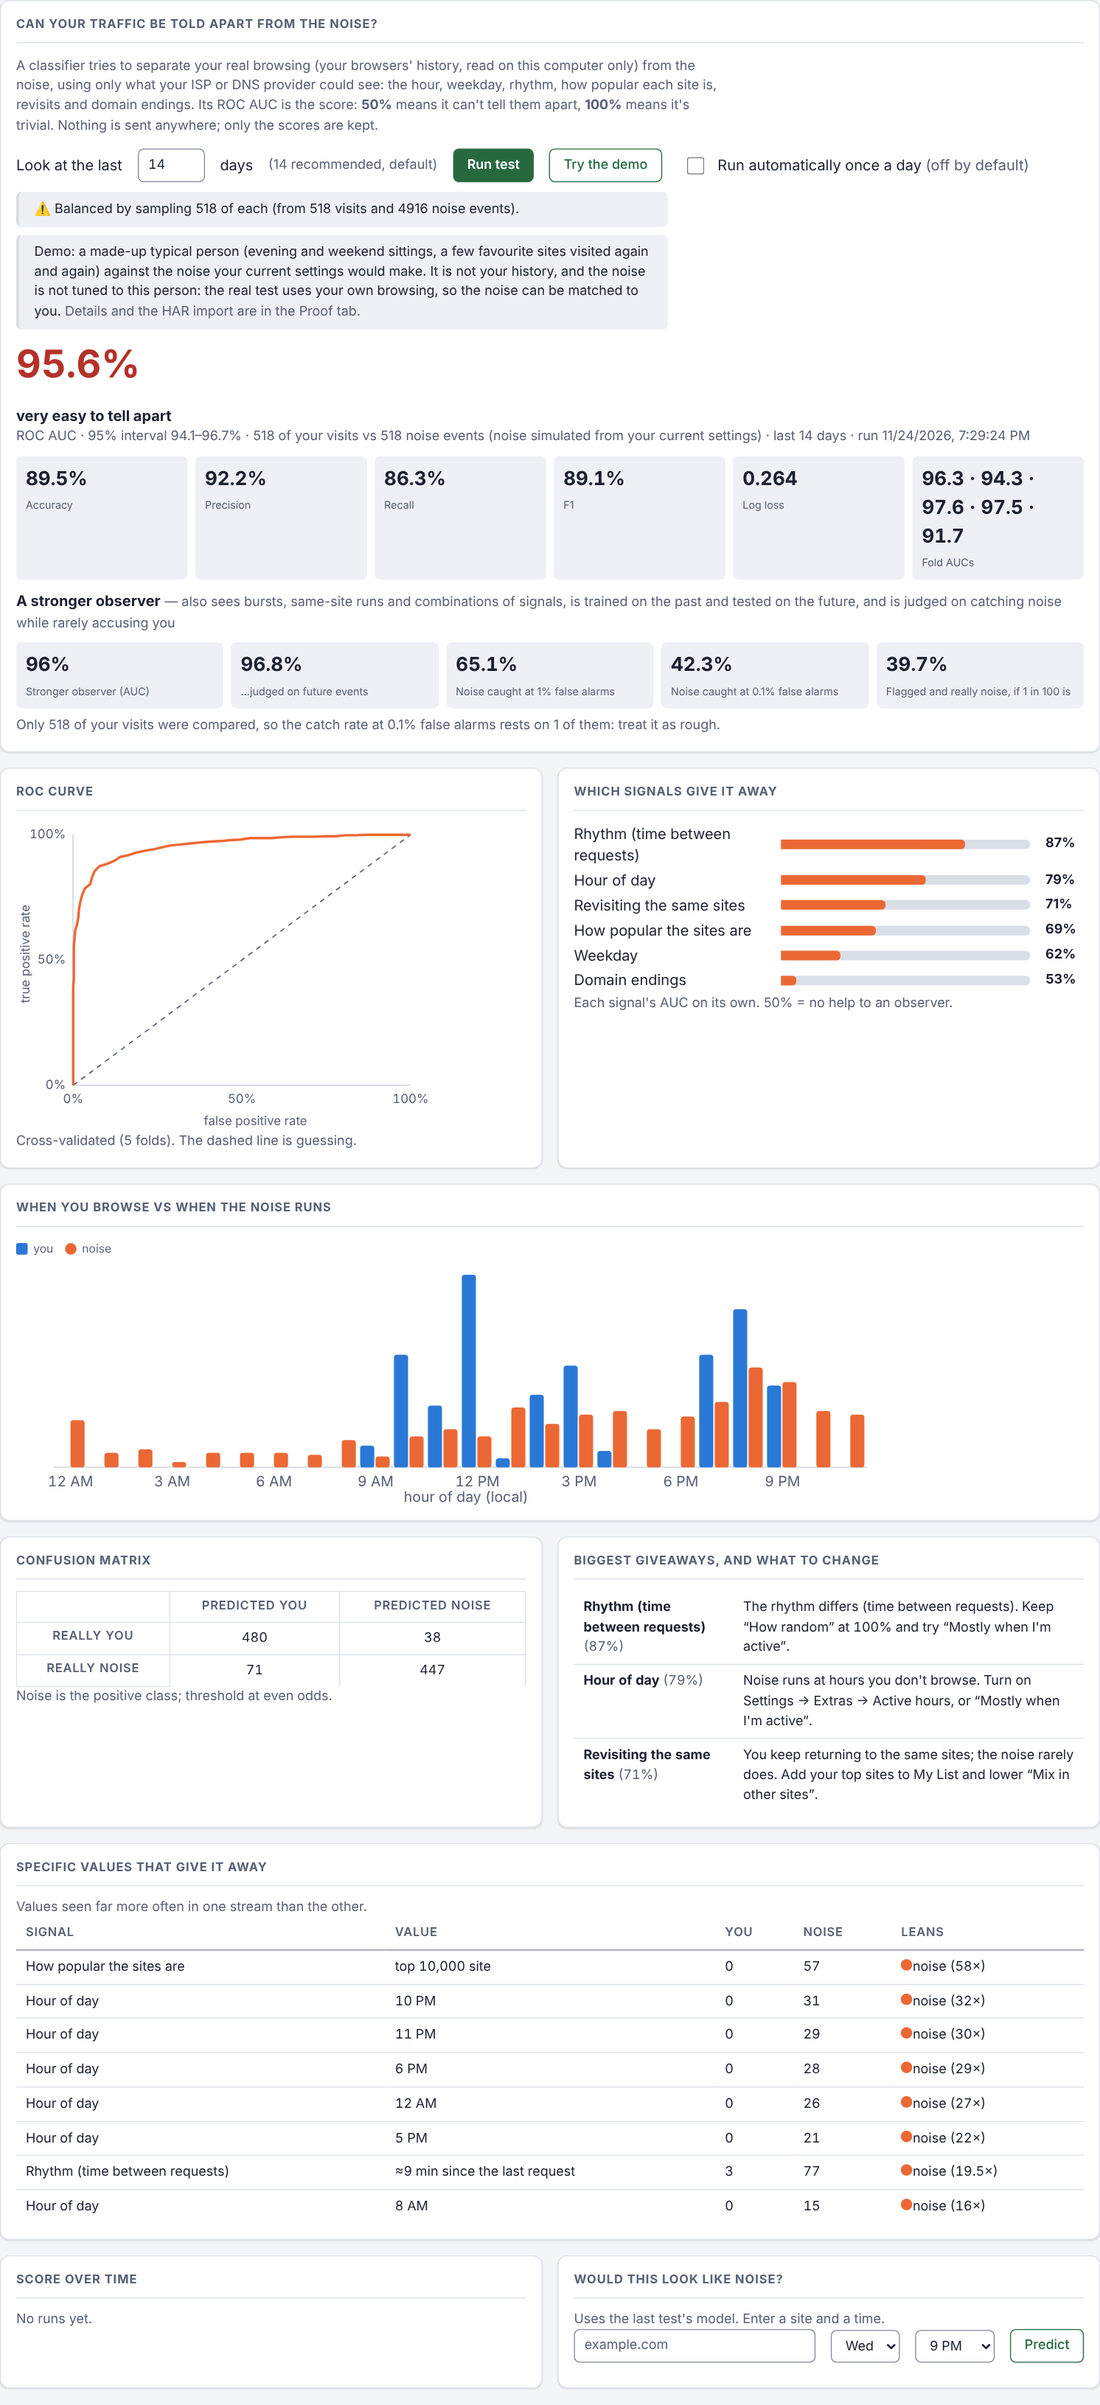 CAN YOUR TRAFFIC BE TOLD APART FROM THE NOISE?
A classifier tries to separate your real browsing (your browsers' history, read on this computer only) from the
noise, using only what your ISP or DNS provider could see: the hour, weekday, rhythm, how popular each site is,
revisits and domain endings. Its ROC AUC is the score: 50% means it can't tell them apart, 100% means it's
trivial. Nothing is sent anywhere; only the scores are kept.
Look at the last 14 days (14 recommended, default) Run test Try the demo Run automatically once a day (off by default)
⚠️ Balanced by sampling 518 of each (from 518 visits and 4916 noise events).
Demo: a made-up typical person (evening and weekend sittings, a few favourite sites visited again
and again) against the noise your current settings would make. It is not your history, and the noise
is not tuned to this person: the real test uses your own browsing, so the noise can be matched to
you. Details and the HAR import are in the Proof tab.
95.6%
very easy to tell apart
ROC AUC · 95% interval 94.1–96.7% · 518 of your visits vs 518 noise events (noise simulated from your current settings) · last 14 days · run 11/24/2026, 7:29:24 PM
89.5%
Accuracy
92.2%
Precision
86.3%
Recall
89.1%
F1
0.264
Log loss
96.3 · 94.3 ·
97.6 · 97.5 ·
91.7
Fold AUCs
A stronger observer — also sees bursts, same-site runs and combinations of signals, is trained on the past and tested on the future, and is judged on catching noise
while rarely accusing you
96%
Stronger observer (AUC)
96.8%
...judged on future events
65.1%
Noise caught at 1% false alarms
42.3%
Noise caught at 0.1% false alarms
39.7%
Flagged and really noise, if 1 in 100 is
Only 518 of your visits were compared, so the catch rate at 0.1% false alarms rests on 1 of them: treat it as rough.
ROC CURVE
100%
50%
0%
true positive rate
0% 50% 100%
false positive rate
Cross-validated (5 folds). The dashed line is guessing.
WHICH SIGNALS GIVE IT AWAY
Rhythm (time between
requests) 87%
Hour of day 79%
Revisiting the same sites 71%
How popular the sites are 69%
Weekday 62%
Domain endings 53%
Each signal's AUC on its own. 50% = no help to an observer.
WHEN YOU BROWSE VS WHEN THE NOISE RUNS
you noise
12 AM 3 AM 6 AM 9 AM 12 PM 3 PM 6 PM 9 PM
hour of day (local)
CONFUSION MATRIX
PREDICTED YOU PREDICTED NOISE
REALLY YOU 480 38
REALLY NOISE 71 447
Noise is the positive class; threshold at even odds.
BIGGEST GIVEAWAYS, AND WHAT TO CHANGE
Rhythm (time
between requests)
(87%)
The rhythm differs (time between requests). Keep
“How random” at 100% and try “Mostly when I'm
active”.
Hour of day (79%)
Noise runs at hours you don't browse. Turn on
Settings → Extras → Active hours, or “Mostly when
I'm active”.
Revisiting the same
sites (71%)
You keep returning to the same sites; the noise rarely
does. Add your top sites to My List and lower “Mix in
other sites”.
SPECIFIC VALUES THAT GIVE IT AWAY
Values seen far more often in one stream than the other.
SIGNAL VALUE YOU NOISE LEANS
How popular the sites are top 10,000 site 0 57 noise (58×)
Hour of day 10 PM 0 31 noise (32×)
Hour of day 11 PM 0 29 noise (30×)
Hour of day 6 PM 0 28 noise (29×)
Hour of day 12 AM 0 26 noise (27×)
Hour of day 5 PM 0 21 noise (22×)
Rhythm (time between requests) ≈9 min since the last request 3 77 noise (19.5×)
Hour of day 8 AM 0 15 noise (16×)
SCORE OVER TIME
No runs yet.
WOULD THIS LOOK LIKE NOISE?
Uses the last test's model. Enter a site and a time.
example.com Wed 9 PM Predict